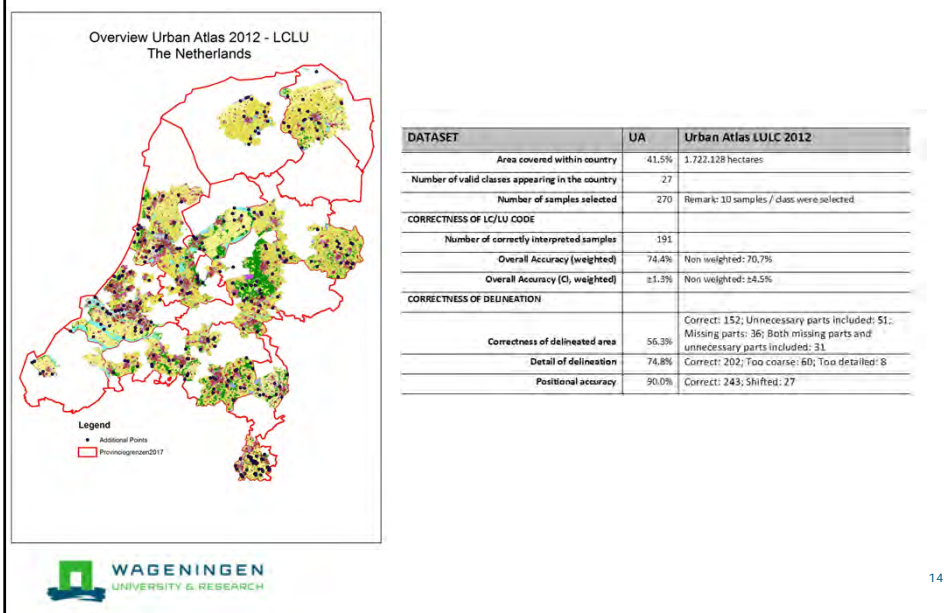 Overview Urban Atlas 2012 - LCLU
The Netherlands
Legend
Additional Points
Provinciegrenzen2017
DATASET UA Urban Atlas LULC 2012
Area covered within country 41,5% 1.722.128 hectares
Number of valid classes appearing in the country 27
Number of samples selected 270 Remark: 10 samples / class were selected
CORRECTNESS OF LC/LU CODE
Number of correctly interpreted samples 191
Overall Accuracy (weighted) 74.4% Non weighted: 70,7%
Overall Accuracy (CI, weighted) ±1.3% Non weighted: ±4.5%
CORRECTNESS OF DELINEATION
Correct: 152; Unnecessary parts included: 51;
Missing parts: 36; Both missing parts and
Correctness of delineated area 56.3% unnecessary parts included: 31
Detail of delineation 74.8% Correct: 202; Too coarse: 60; Too detailed: 8
Positional accuracy 90.0% Correct: 243; Shifted: 27
WAGENINGEN
UNIVERSITY & RESEARCH
14